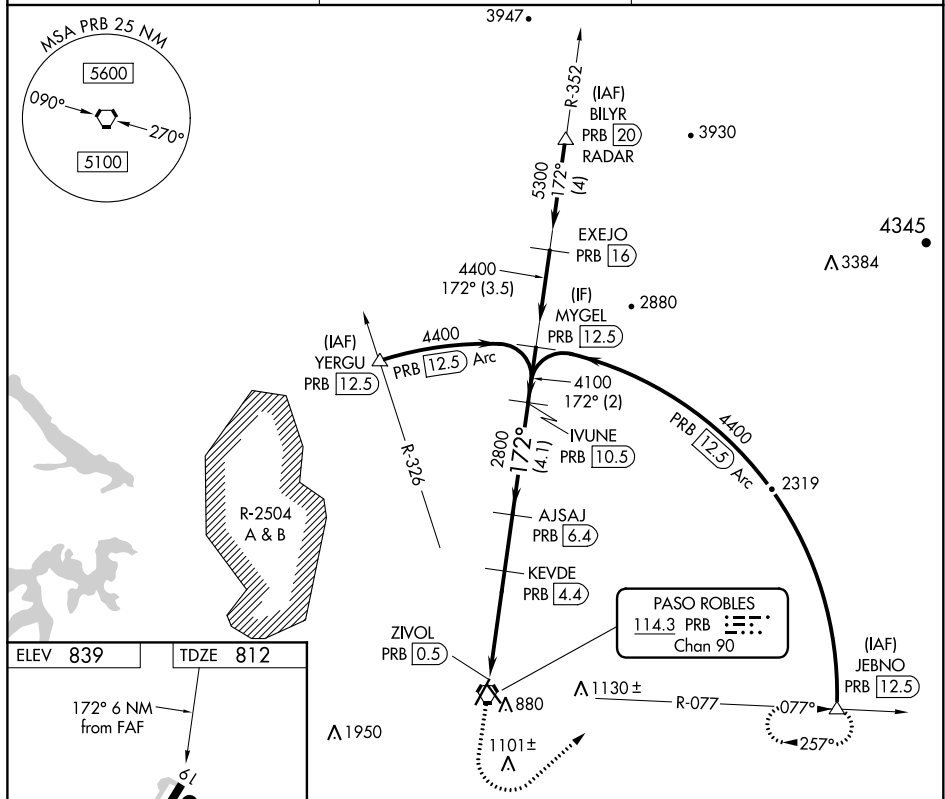 MSA PRB 25 NM
5600
090°
270°
5100
3947
R-352
(IAF)
BILYR
PRB 20
RADAR
3930
5300
172°
(4)
EXEJO
PRB 16
4345
3384
4400
172° (3.5)
(IF)
MYGEL
PRB 12.5
2880
(IAF)
YERGU
PRB 12.5
4400
PRB 12.5 Arc
4100
172° (2)
4400
PRB 12.5 Arc
IVUNE
PRB 10.5
2800
172°
(4.1)
R-326
2319
R-2504
A & B
AJSAJ
PRB 6.4
KEVDE
PRB 4.4
PASO ROBLES
114.3 PRB
Chan 90
ZIVOL
PRB 0.5
(IAF)
JEBNO
PRB 12.5
1130 ±
R-077
077°
257°
880
1950
1101±
ELEV 839
TDZE 812
172° 6 NM
from FAF
19